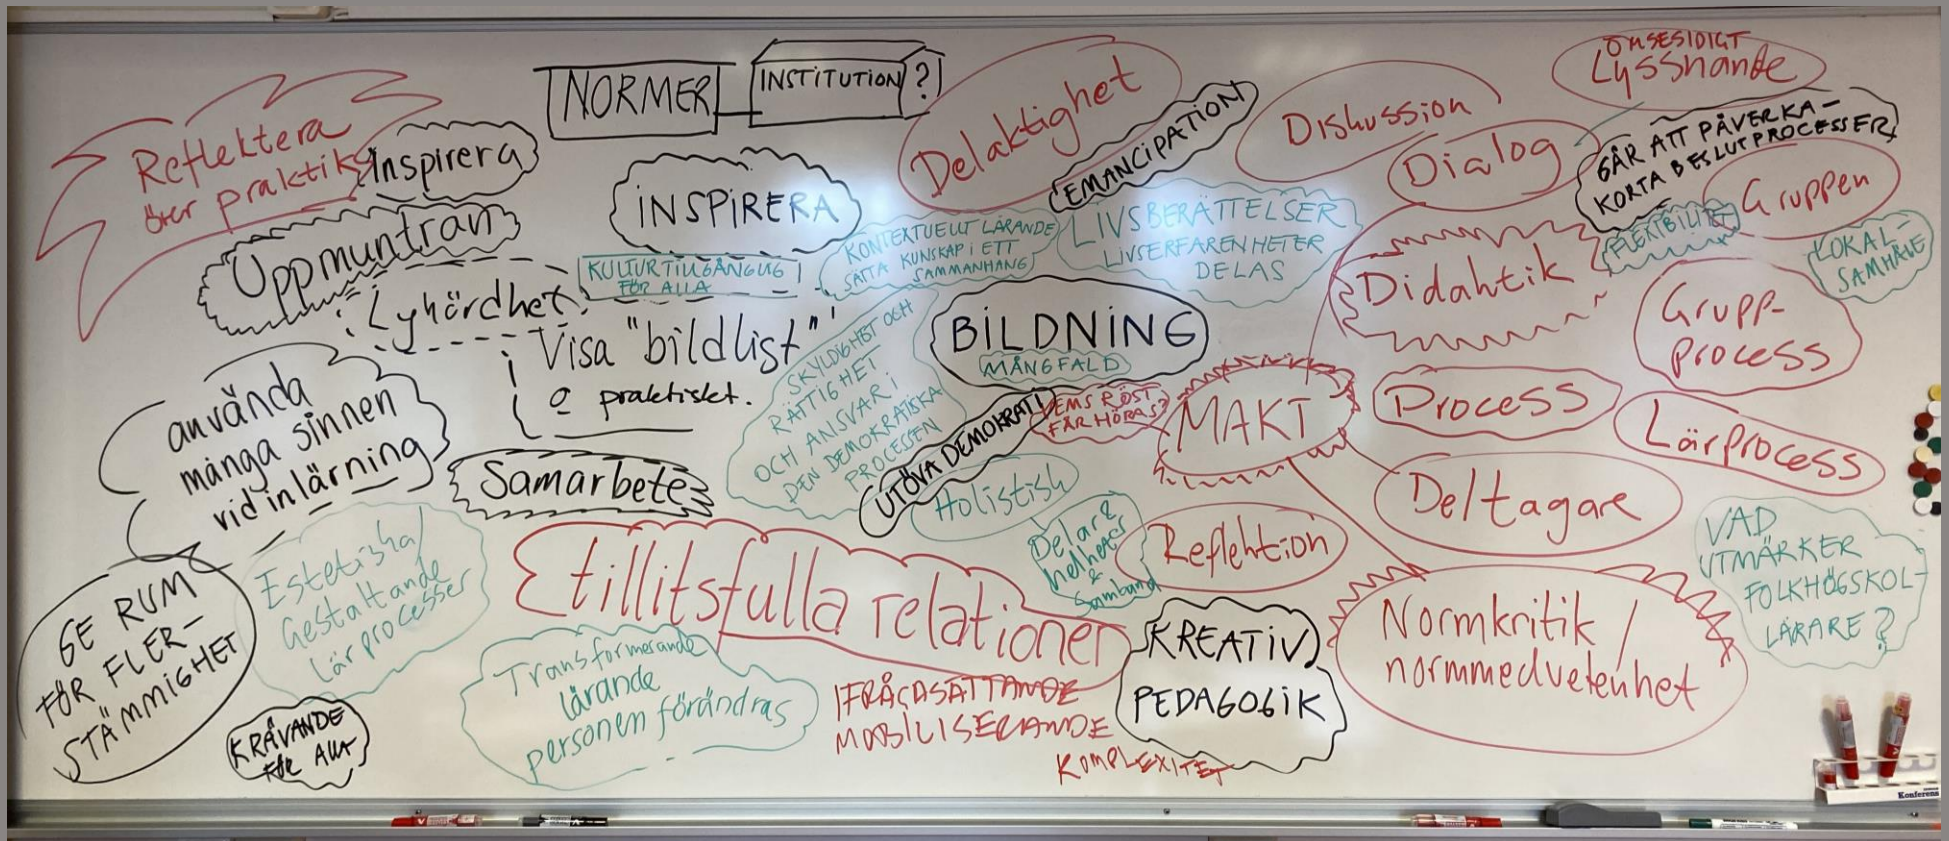 Reflektera
över praktik
Inspirera
NORMER
INSTITUTION
?
Delaktighet
EMANCIPATION
Diskussion
Dialog
ÖMSESIDIGT
Lyssnande
GÅR ATT PÅVERKA -
KORTA BESLUTPROCESSER
Gruppen
FLEXIBILITET
LOKAL-
SAMHÄLLE
Uppmuntran
INSPIRERA
KULTUR TILLGÄNGLIG
FÖR ALLA
KONTEXTUELLT LÄRANDE
SÄTTA KUNSKAP i ETT
SAMMANHANG
LIVSBERÄTTELSER
LIVSERFARENHETER
DELAS
Didaktik
Grupp-
process
Lyhördhet
Visa "bildligt"
o praktiskt.
SKYLDIGHET OCH
RÄTTIGHET
OCH ANSVAR i
DEN DEMOKRATISKA
PROCESSEN
BILDNING
MÅNGFALD
UTÖVA DEMOKRATI
VEMS RÖST
FÅR HÖRAS?
MAKT
Process
Lärprocess
använda
många sinnen
vid inlärning
Samarbete
Holistisk
Delar &
helheter
&
Samband
Reflektion
Deltagare
VAD
UTMÄRKER
FOLKHÖGSKOL-
LÄRARE?
GE RUM
FÖR FLER-
STÄMMIGHET
Estetiska/
Gestaltande
lärprocesser
tillitsfulla relationer
KRÄVANDE
FÖR ALLA
Transformerande
lärande
personen förändras
IFRÅGASÄTTANDE
MOBILISERANDE
KOMPLEXITET
KREATIV
PEDAGOGIK
Normkritik /
normmedvetenhet
Konferens